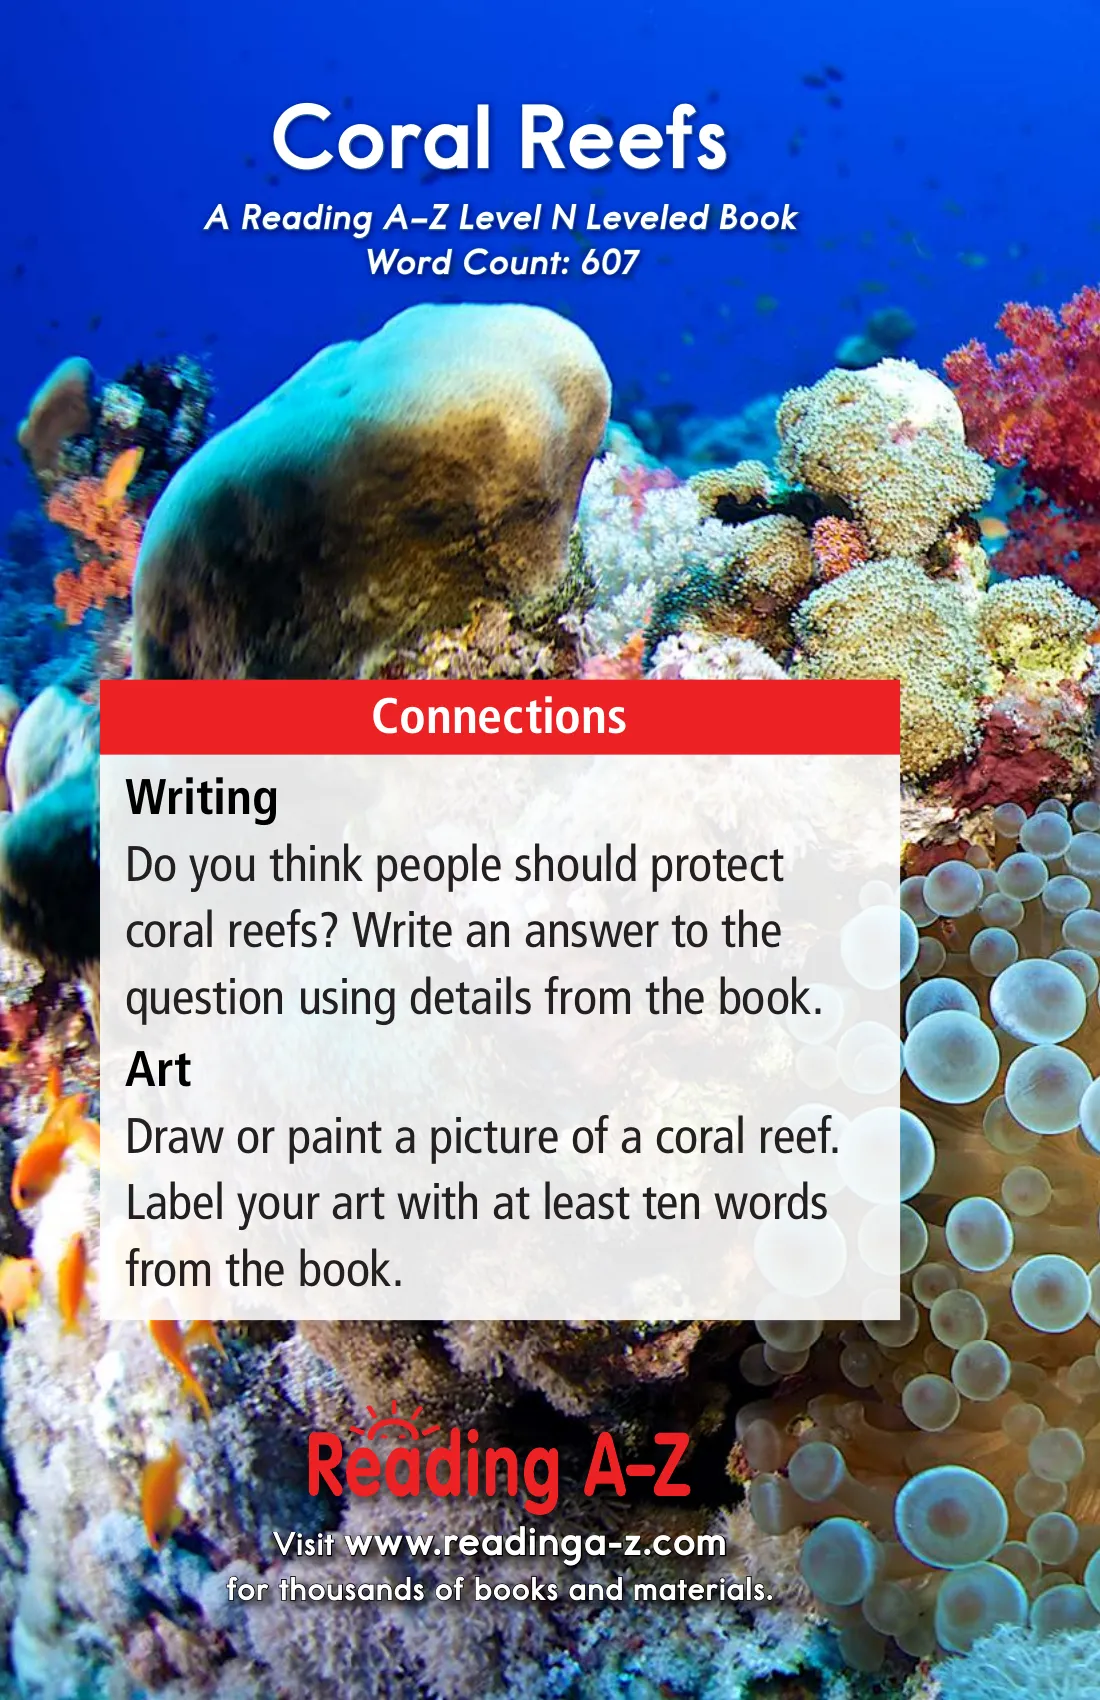 Coral Reefs
A Reading A–Z Level N Leveled Book
Word Count: 607
Connections
Writing
Do you think people should protect
coral reefs? Write an answer to the
question using details from the book.
Art
Draw or paint a picture of a coral reef.
Label your art with at least ten words
from the book.
Reading A–Z
Visit www.readinga-z.com
for thousands of books and materials.